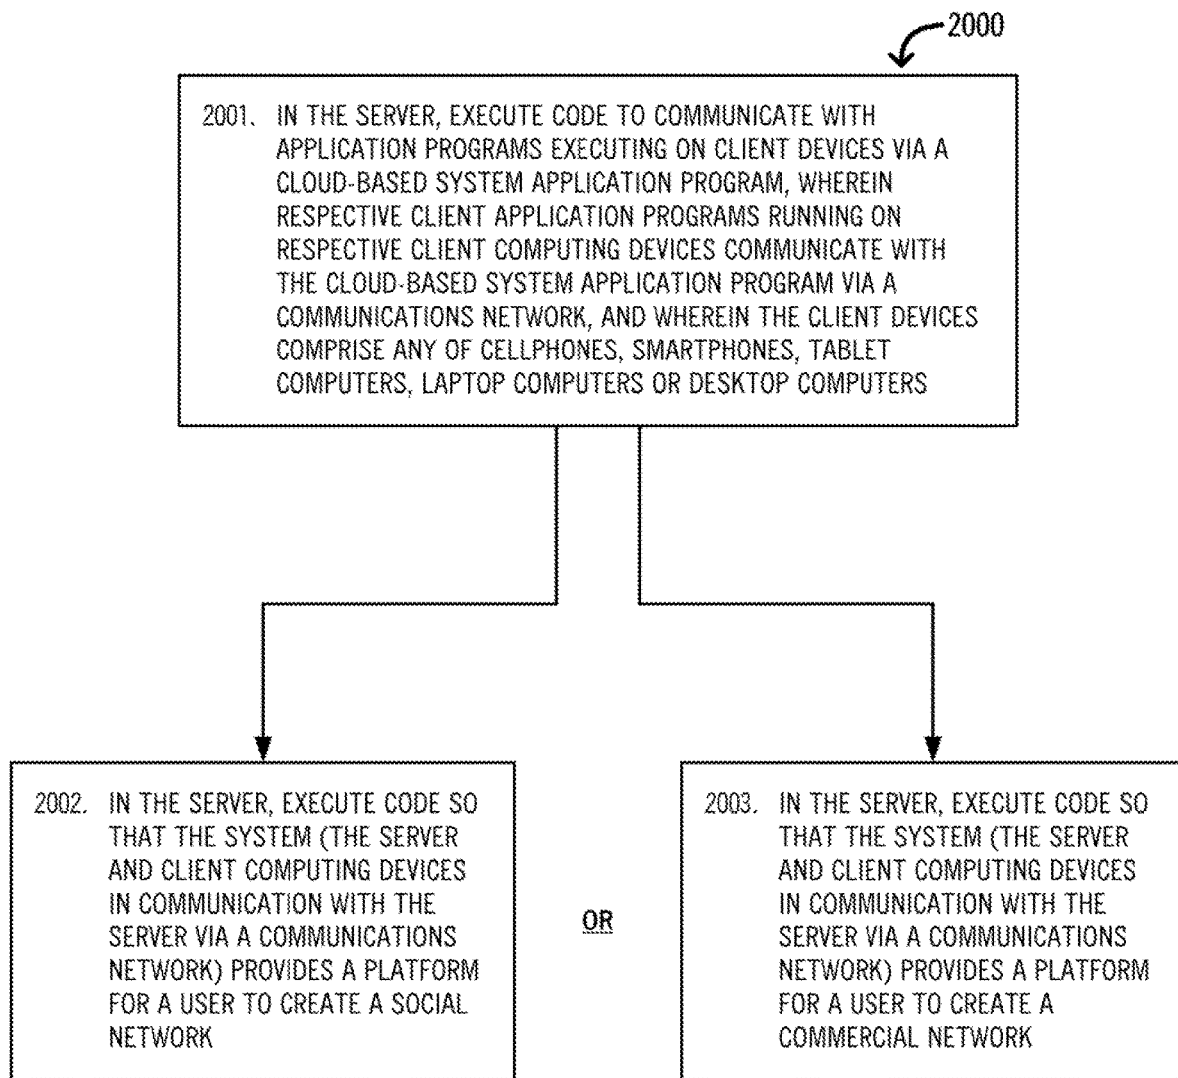 2000
2001. IN THE SERVER, EXECUTE CODE TO COMMUNICATE WITH
APPLICATION PROGRAMS EXECUTING ON CLIENT DEVICES VIA A
CLOUD-BASED SYSTEM APPLICATION PROGRAM, WHEREIN
RESPECTIVE CLIENT APPLICATION PROGRAMS RUNNING ON
RESPECTIVE CLIENT COMPUTING DEVICES COMMUNICATE WITH
THE CLOUD-BASED SYSTEM APPLICATION PROGRAM VIA A
COMMUNICATIONS NETWORK, AND WHEREIN THE CLIENT DEVICES
COMPRISE ANY OF CELLPHONES, SMARTPHONES, TABLET
COMPUTERS, LAPTOP COMPUTERS OR DESKTOP COMPUTERS
2002. IN THE SERVER, EXECUTE CODE SO
THAT THE SYSTEM (THE SERVER
AND CLIENT COMPUTING DEVICES
IN COMMUNICATION WITH THE
SERVER VIA A COMMUNICATIONS
NETWORK) PROVIDES A PLATFORM
FOR A USER TO CREATE A SOCIAL
NETWORK
OR
2003. IN THE SERVER, EXECUTE CODE SO
THAT THE SYSTEM (THE SERVER
AND CLIENT COMPUTING DEVICES
IN COMMUNICATION WITH THE
SERVER VIA A COMMUNICATIONS
NETWORK) PROVIDES A PLATFORM
FOR A USER TO CREATE A
COMMERCIAL NETWORK